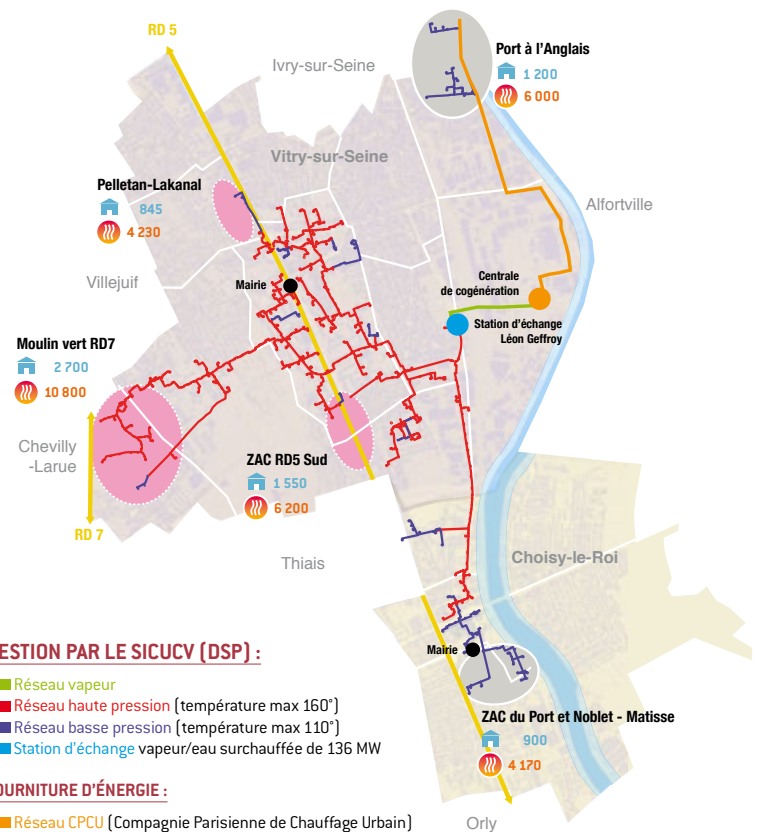 RD 5
Ivry-sur-Seine
Port à l'Anglais
1 200
6 000
Vitry-sur-Seine
Pelletan-Lakanal
845
4 230
Alfortville
Villejuif
Mairie
Centrale
de cogénération
Station d'échange
Léon Geffroy
Moulin vert RD7
2 700
10 800
Chevilly
-Larue
RD 7
ZAC RD5 Sud
1 550
6 200
Thiais
Choisy-le-Roi
Mairie
ZAC du Port et Noblet - Matisse
900
4 170
Orly
ESTION PAR LE SICUCV (DSP) :
Réseau vapeur
Réseau haute pression (température max 160°)
Réseau basse pression (température max 110°)
Station d'échange vapeur/eau surchauffée de 136 MW
OURNITURE D'ÉNERGIE :
Réseau CPCU (Compagnie Parisienne de Chauffage Urbain)